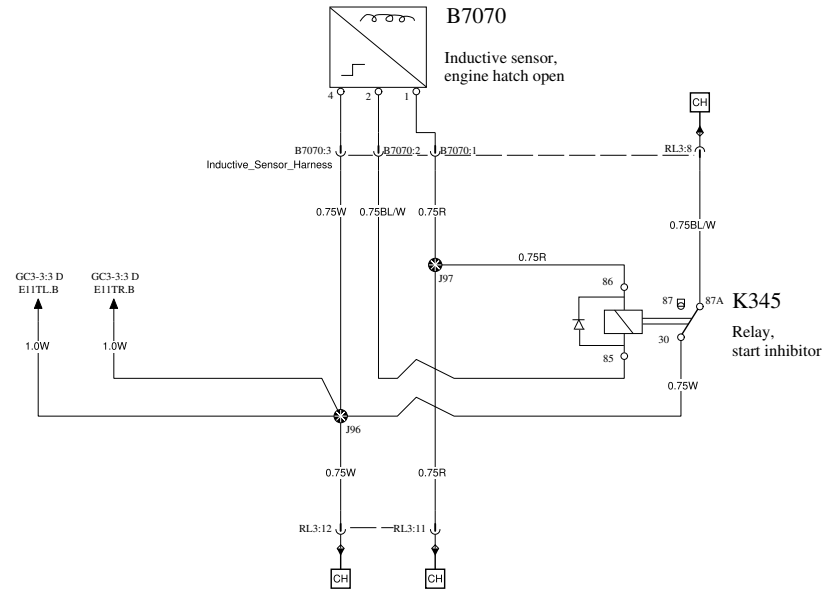 B7070
Inductive sensor,
engine hatch open
4
2
1
CH
B7070:3
B7070:2
B7070:1
RL3:8
Inductive_Sensor_Harness
0.75W
0.75BL/W
0.75R
0.75BL/W
0.75R
J97
GC3-3:3 D
E11TL.B
GC3-3:3 D
E11TR.B
86
87
87A
K345
Relay,
start inhibitor
30
85
1.0W
1.0W
0.75W
J96
0.75W
0.75R
RL3:12
RL3:11
CH
CH